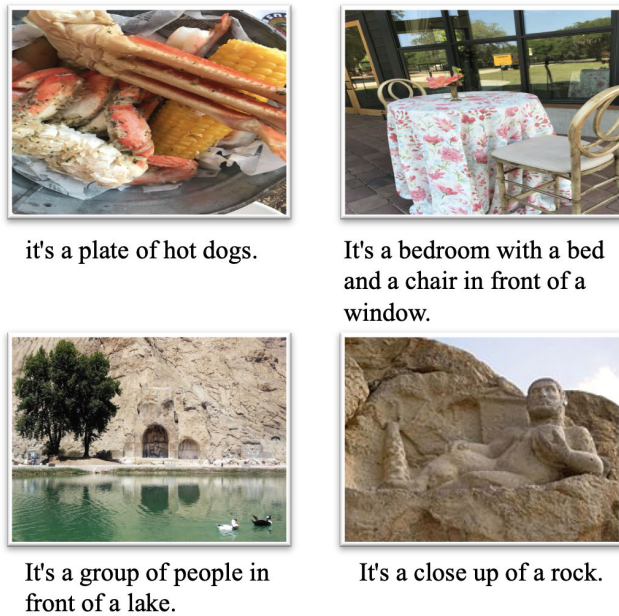 it's a plate of hot dogs.
It's a bedroom with a bed
and a chair in front of a
window.
It's a group of people in
front of a lake.
It's a close up of a rock.